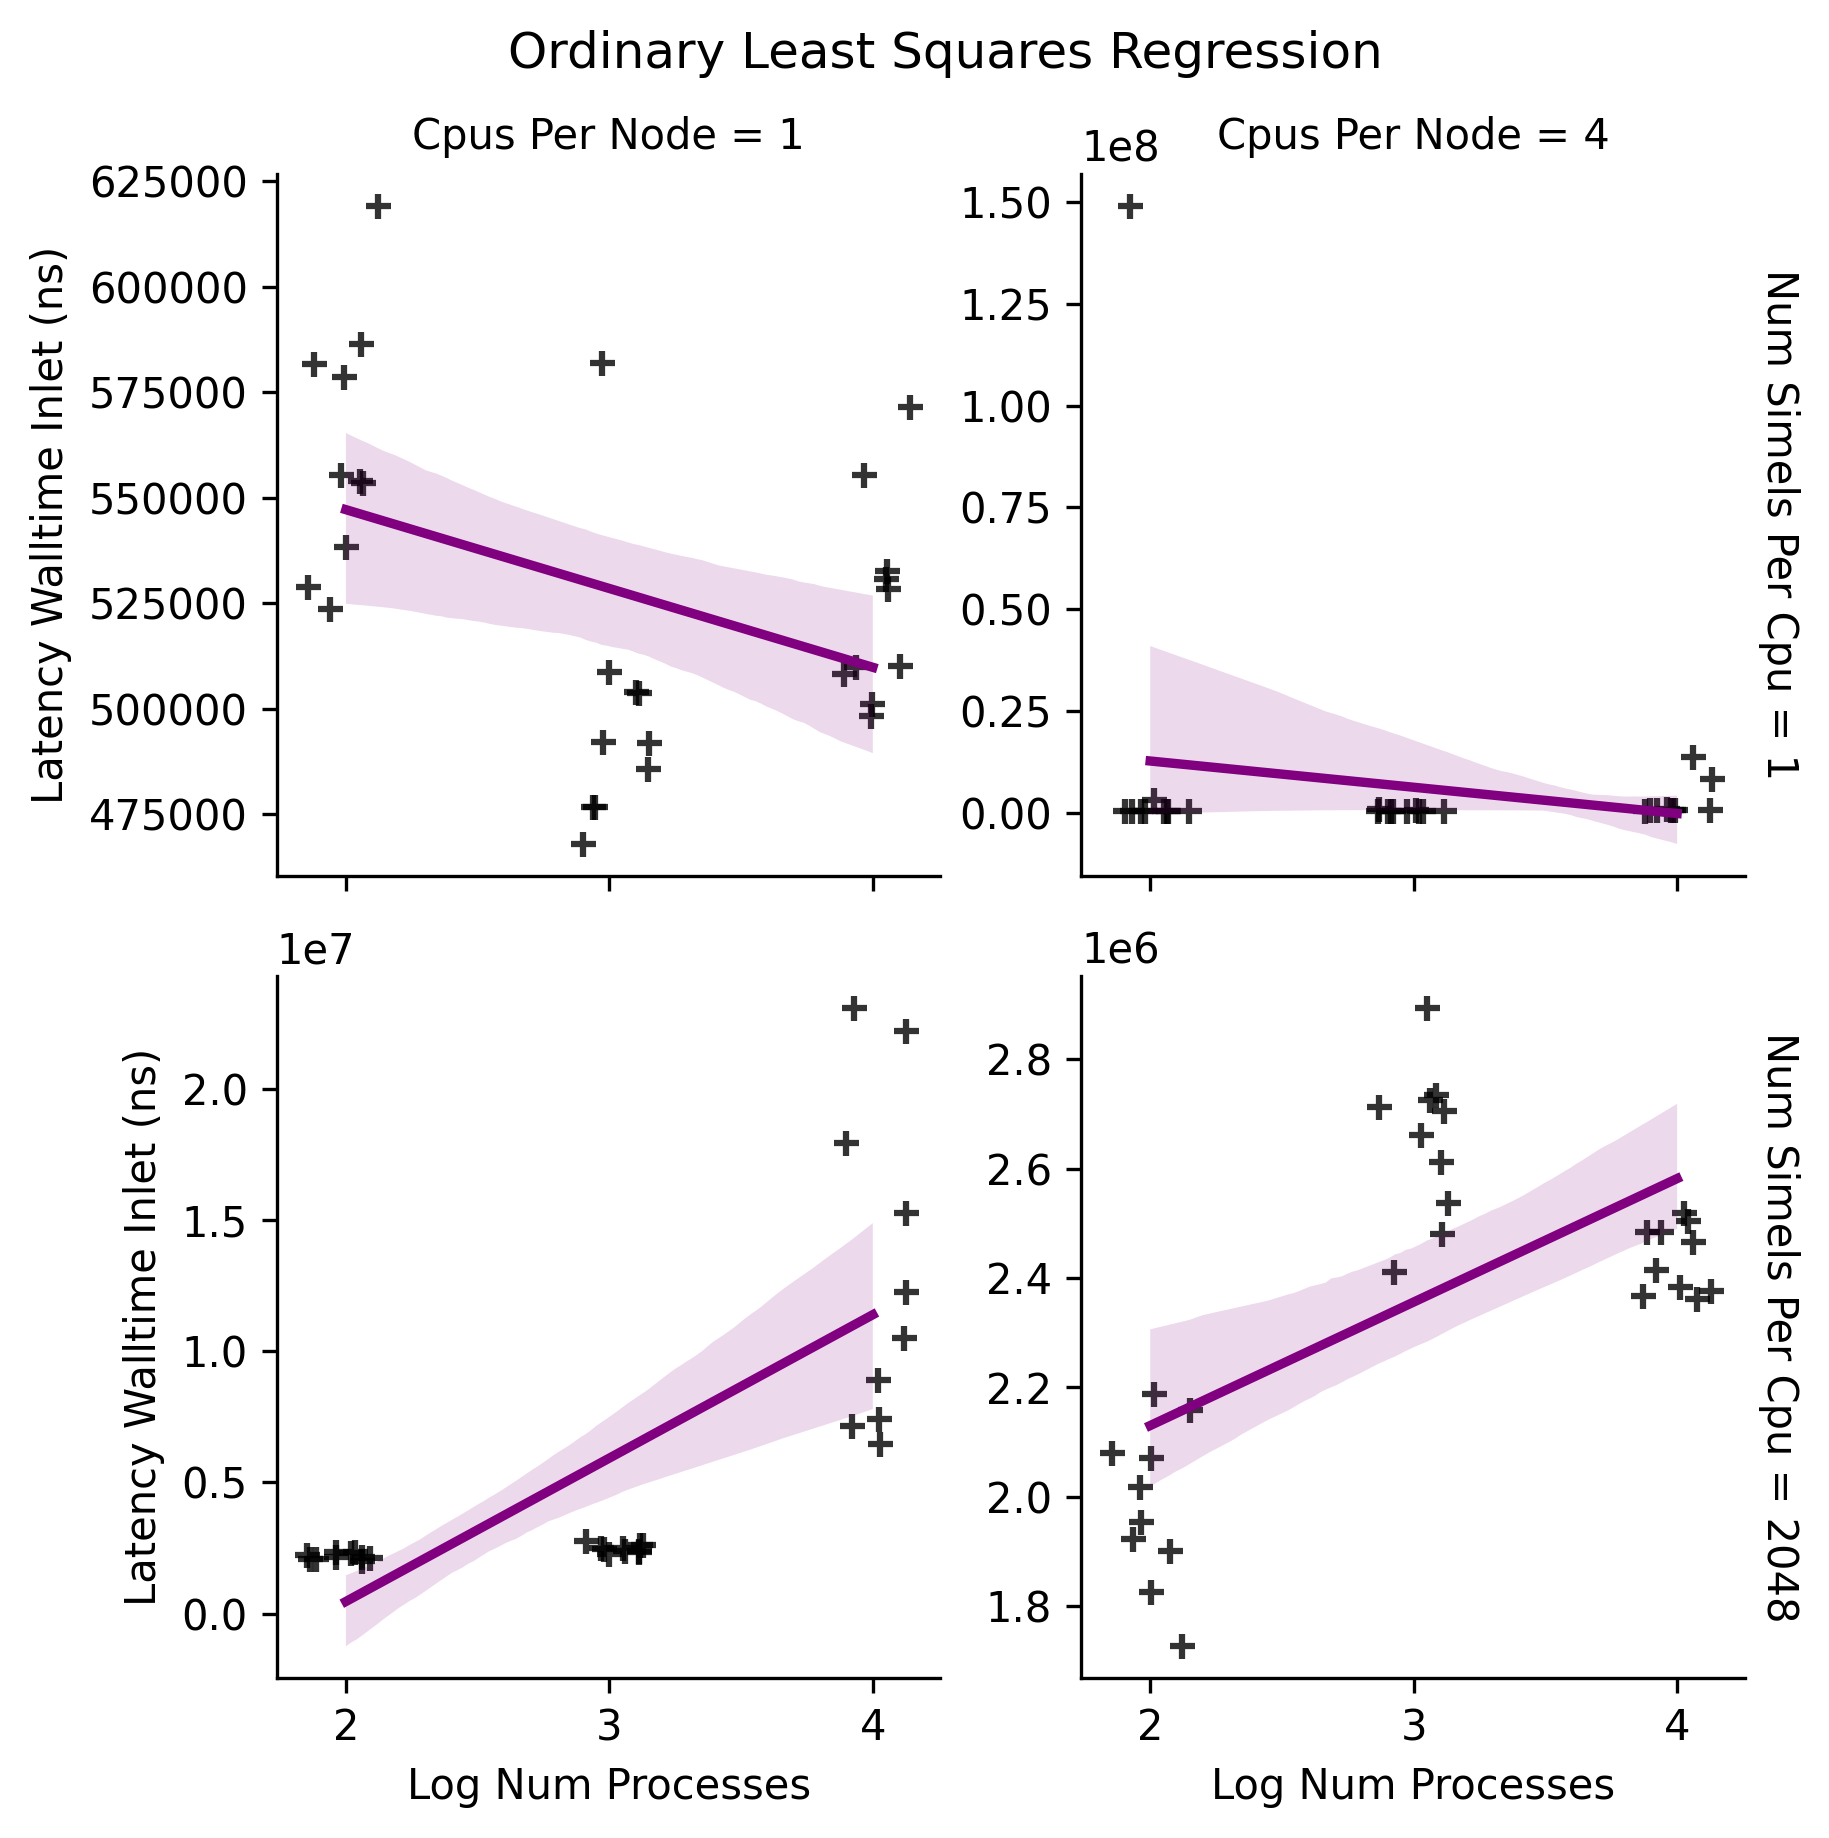 Ordinary Least Squares Regression
Cpus Per Node = 1
Cpus Per Node = 4
Latency Walltime Inlet (ns)
625000
600000
575000
550000
525000
500000
475000
1e8
1.50
1.25
1.00
0.75
0.50
0.25
0.00
Num Simels Per Cpu = 1
Latency Walltime Inlet (ns)
1e7
2.0
1.5
1.0
0.5
0.0
2
3
4
Log Num Processes
1e6
2.8
2.6
2.4
2.2
2.0
1.8
2
3
4
Log Num Processes
Num Simels Per Cpu = 2048